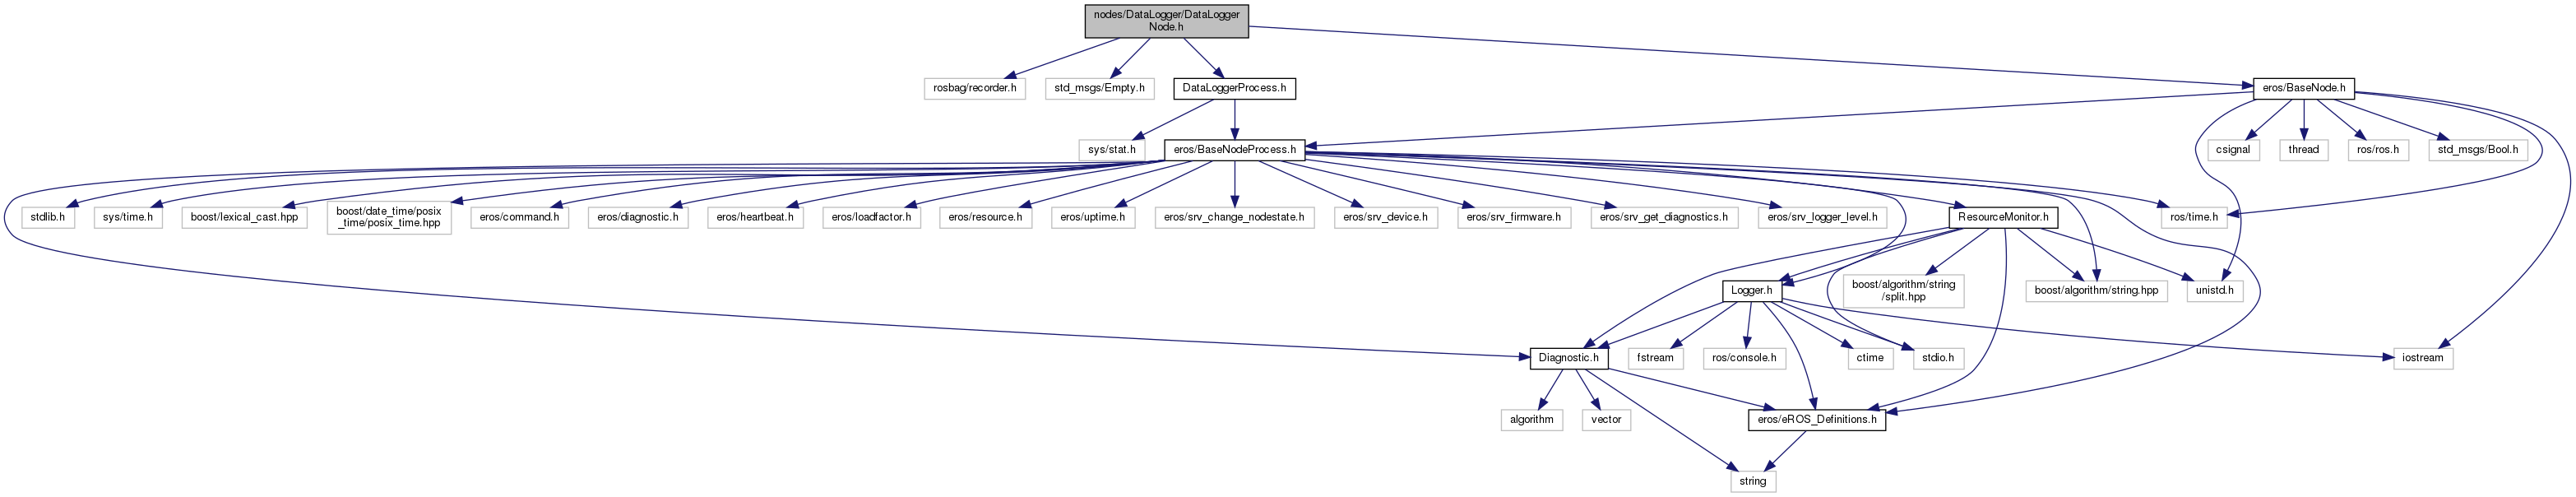 nodes/DataLogger/DataLogger
Node.h
rosbag/recorder.h
std_msgs/Empty.h
DataLoggerProcess.h
eros/BaseNode.h
sys/stat.h
eros/BaseNodeProcess.h
csignal
thread
ros/ros.h
std_msgs/Bool.h
stdlib.h
sys/time.h
boost/lexical_cast.hpp
boost/date_time/posix
_time/posix_time.hpp
eros/command.h
eros/diagnostic.h
eros/heartbeat.h
eros/loadfactor.h
eros/resource.h
eros/uptime.h
eros/srv_change_nodestate.h
eros/srv_device.h
eros/srv_firmware.h
eros/srv_get_diagnostics.h
eros/srv_logger_level.h
ResourceMonitor.h
ros/time.h
Logger.h
boost/algorithm/string
/split.hpp
boost/algorithm/string.hpp
unistd.h
Diagnostic.h
fstream
ros/console.h
ctime
stdio.h
iostream
algorithm
vector
eros/eROS_Definitions.h
string